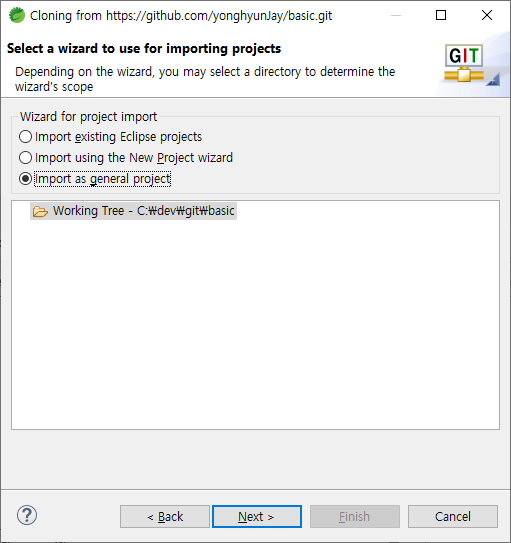 Cloning from https://github.com/yonghyunJay/basic.git
Select a wizard to use for importing projects
Depending on the wizard, you may select a directory to determine the
wizard's scope
GIT
Wizard for project import
Import existing Eclipse projects
Import using the New Project wizard
Import as general project
Working Tree - C:₩dev₩git₩basic
?
< Back
Next >
Finish
Cancel